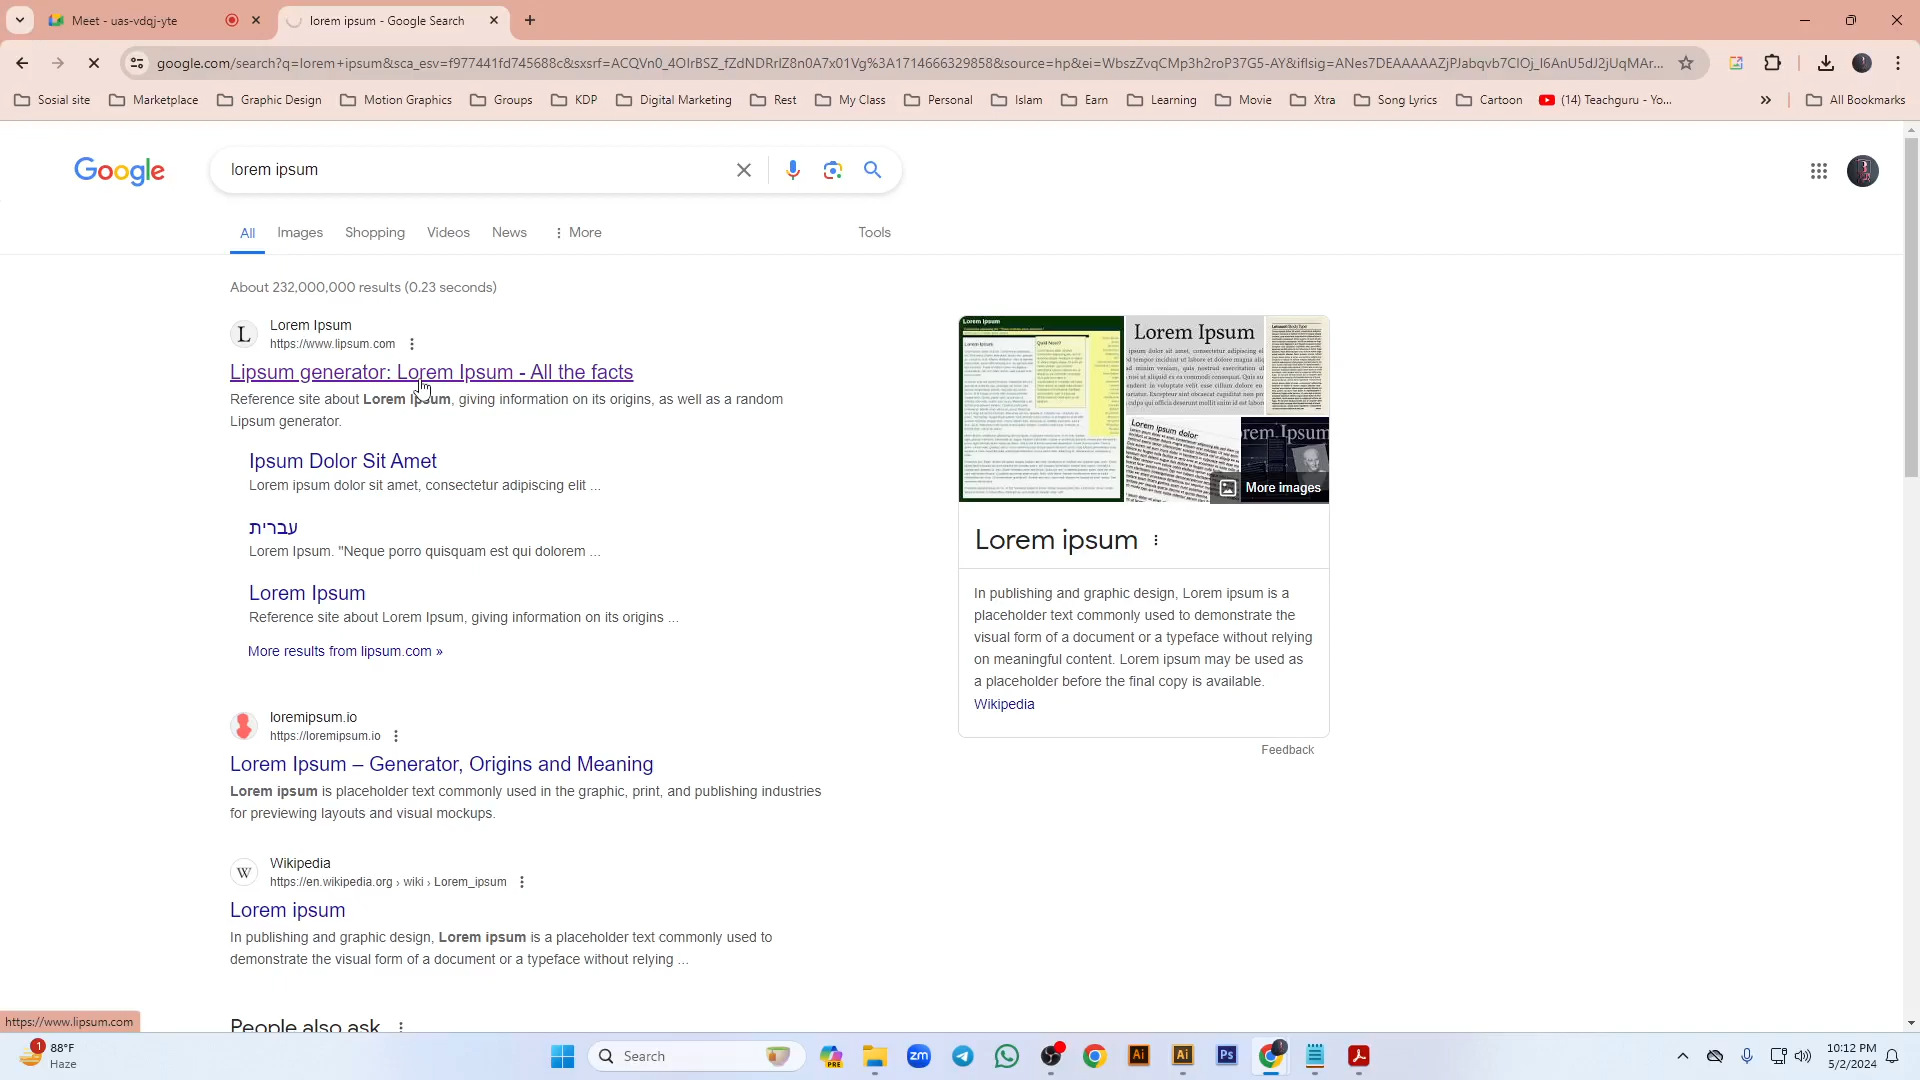 Meet - uas-vdqj-yte
lorem ipsum - Google Search
google.com/search?q=lorem+ipsum&sca_esv=f977441fd745688c&sxsrf=
Sosial site Marketplace Graphic Design Motion Graphics Groups KDP Digital Marketing Rest My Class Personal Islam Earn Learning Movie Xtra Song Lyrics Cartoon (14) Teachguru - Yo... » All Bookmarks
Google
lorem ipsum
All Images Shopping Videos News More Tools
About 232,000,000 results (0.23 seconds)
L
Lorem Ipsum
https://www.lipsum.com
Lipsum generator: Lorem Ipsum - All the facts
Reference site about Lorem Ipsum, giving information on its origins, as well as a random
Lipsum generator.
Ipsum Dolor Sit Amet
Lorem ipsum dolor sit amet, consectetur adipiscing elit ...
עברית
Lorem Ipsum. "Neque porro quisquam est qui dolorem ...
Lorem Ipsum
Reference site about Lorem Ipsum, giving information on its origins ...
More results from lipsum.com »
loremipsum.io
https://loremipsum.io
Lorem Ipsum – Generator, Origins and Meaning
Lorem ipsum is placeholder text commonly used in the graphic, print, and publishing industries
for previewing layouts and visual mockups.
W
Wikipedia
https://en.wikipedia.org › wiki › Lorem_ipsum
Lorem ipsum
In publishing and graphic design, Lorem ipsum is a placeholder text commonly used to
demonstrate the visual form of a document or a typeface without relying ...
People also ask
Lorem Ipsum
Lorem Ipsum
Lorem ipsum dolor
More images
Lorem ipsum
In publishing and graphic design, Lorem ipsum is a
placeholder text commonly used to demonstrate the
visual form of a document or a typeface without relying
on meaningful content. Lorem ipsum may be used as
a placeholder before the final copy is available.
Wikipedia
Feedback
https://www.lipsum.com
1
88°F
Haze
Search
PRE
zm
Ai
Ai
Ps
10:12 PM
5/2/2024